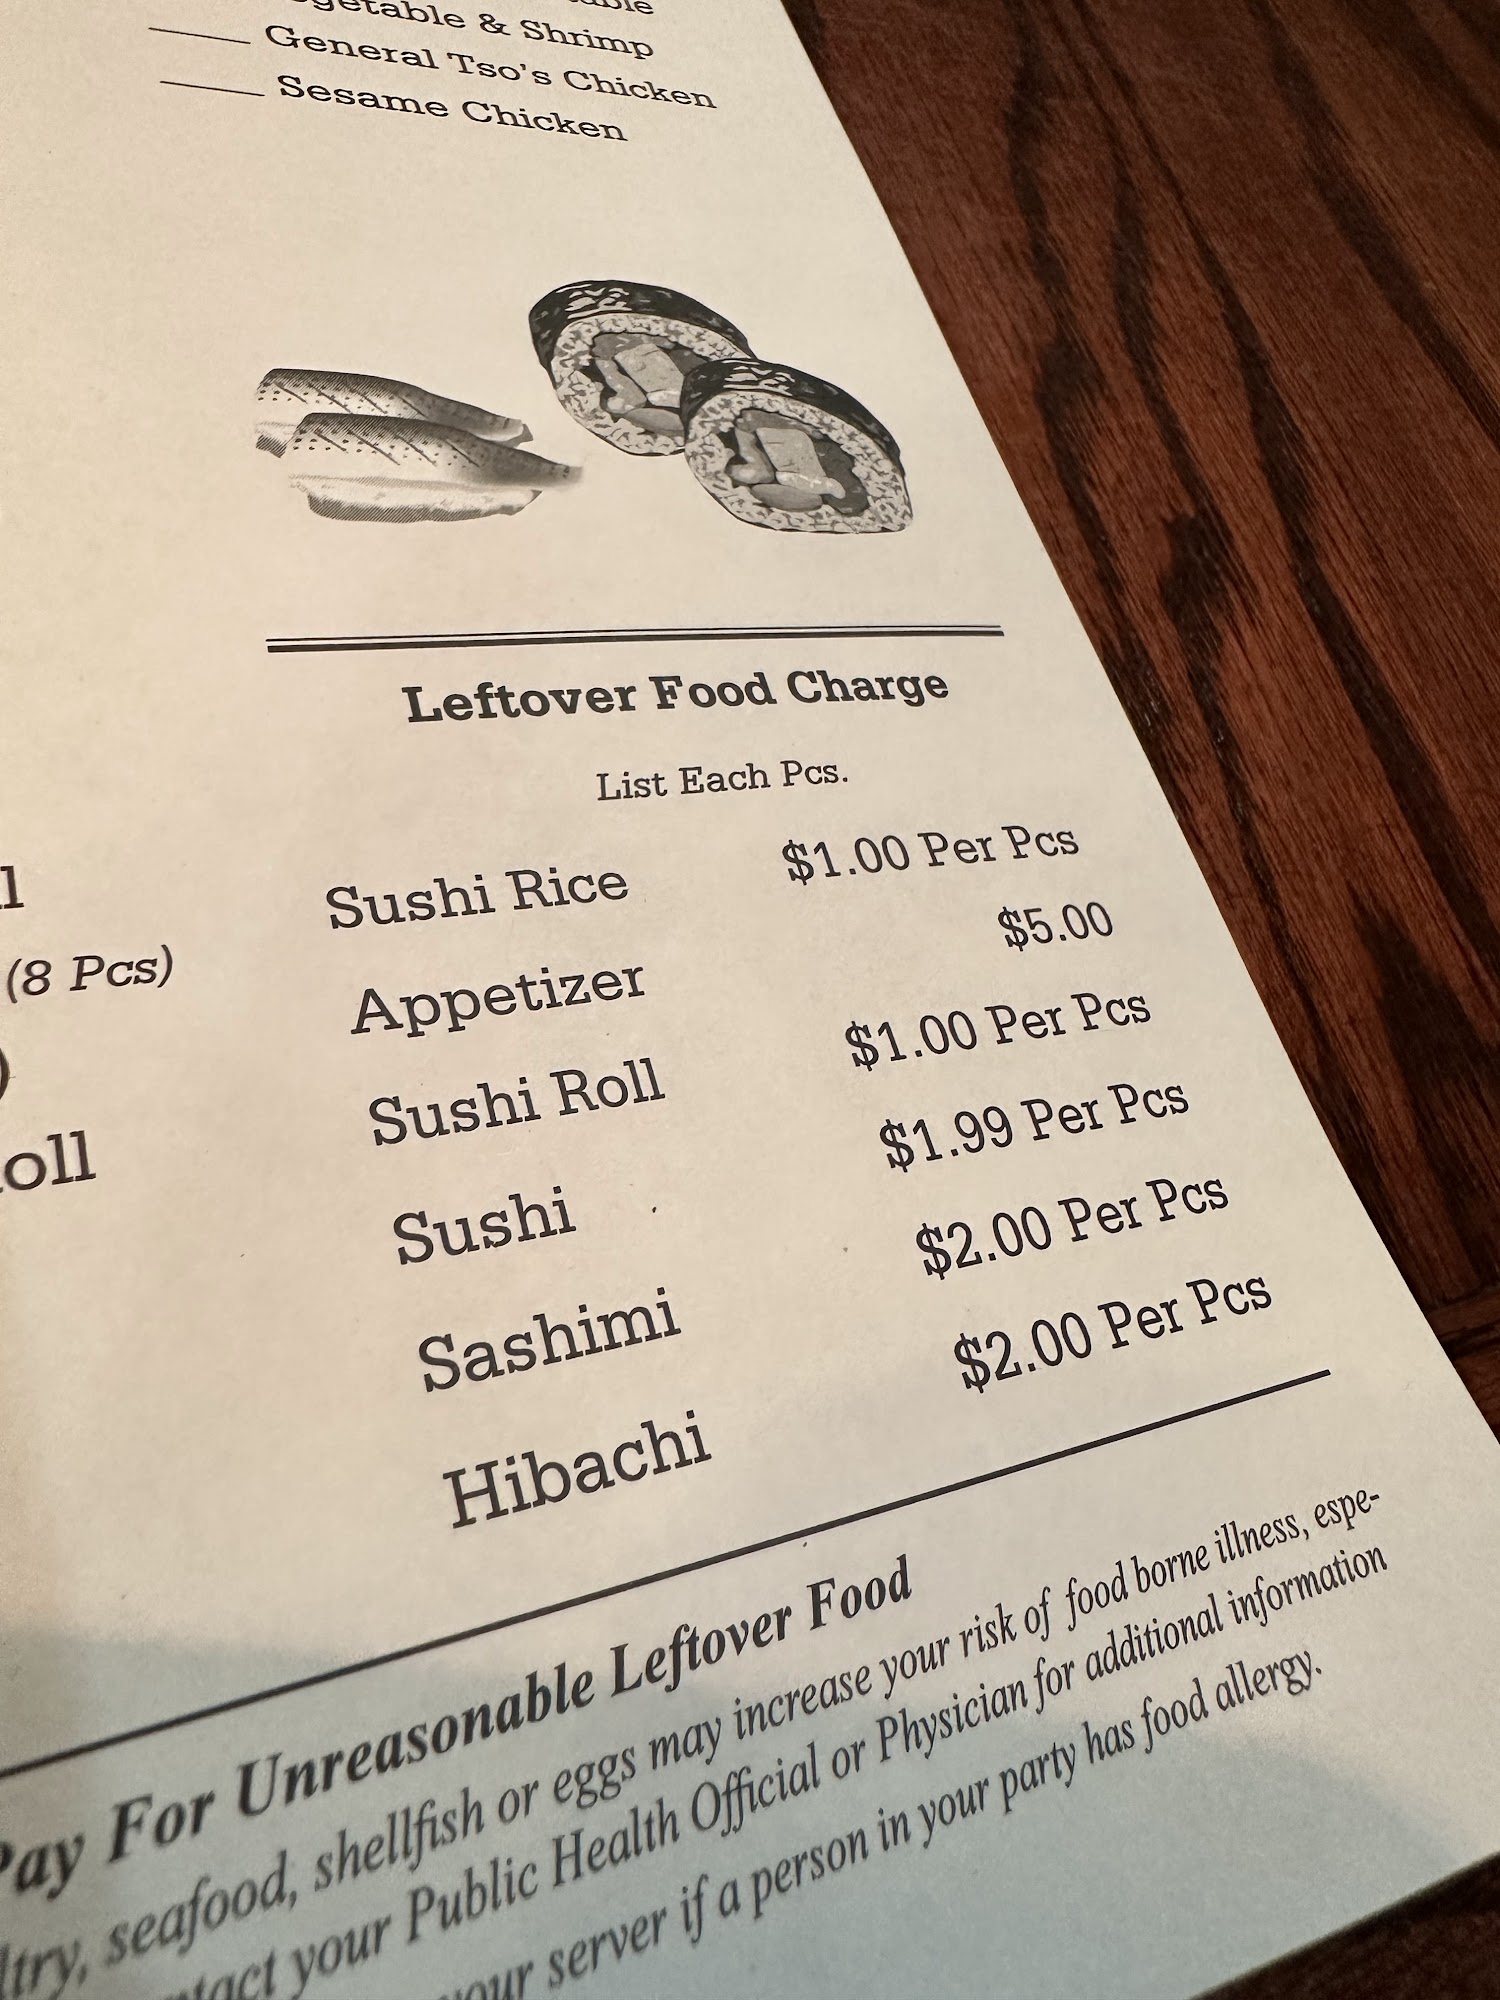 & Shrimp
General Tso's Chicken
Sesame Chicken
(8 Pcs)
Leftover Food Charge
List Each Pcs.
Sushi Rice $1.00 Per Pcs
Appetizer $5.00
Sushi Roll $1.00 Per Pcs
Sushi $1.99 Per Pcs
Sashimi $2.00 Per Pcs
Hibachi $2.00 Per Pcs
Pay For Unreasonable Leftover Food
seafood, shellfish or eggs may increase your risk of food borne illness, espe-
your Public Health Official or Physician for additional information
your server if a person in your party has food allergy.